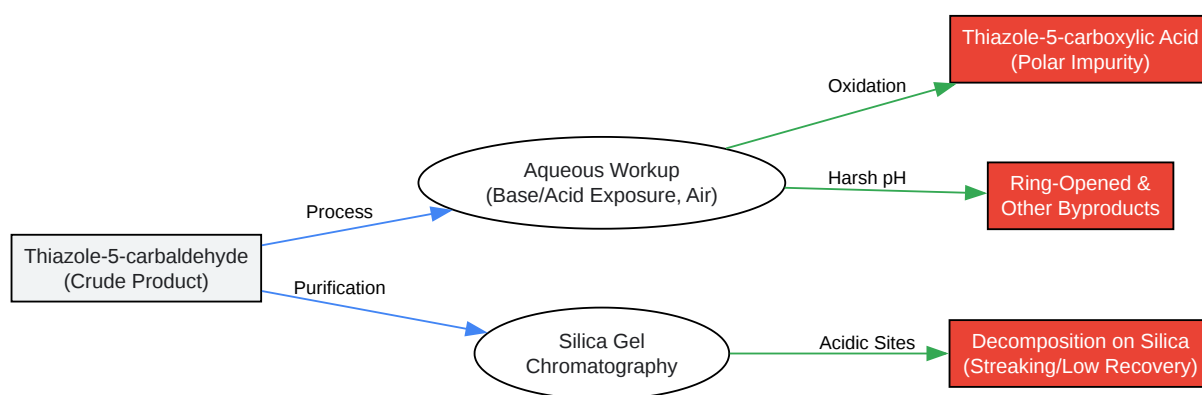 Thiazole-5-carboxylic Acid
(Polar Impurity)
Oxidation
Aqueous Workup
(Base/Acid Exposure, Air)
Harsh pH
Ring-Opened &
Other Byproducts
Process
Thiazole-5-carbaldehyde
(Crude Product)
Purification
Silica Gel
Chromatography
Acidic Sites
Decomposition on Silica
(Streaking/Low Recovery)